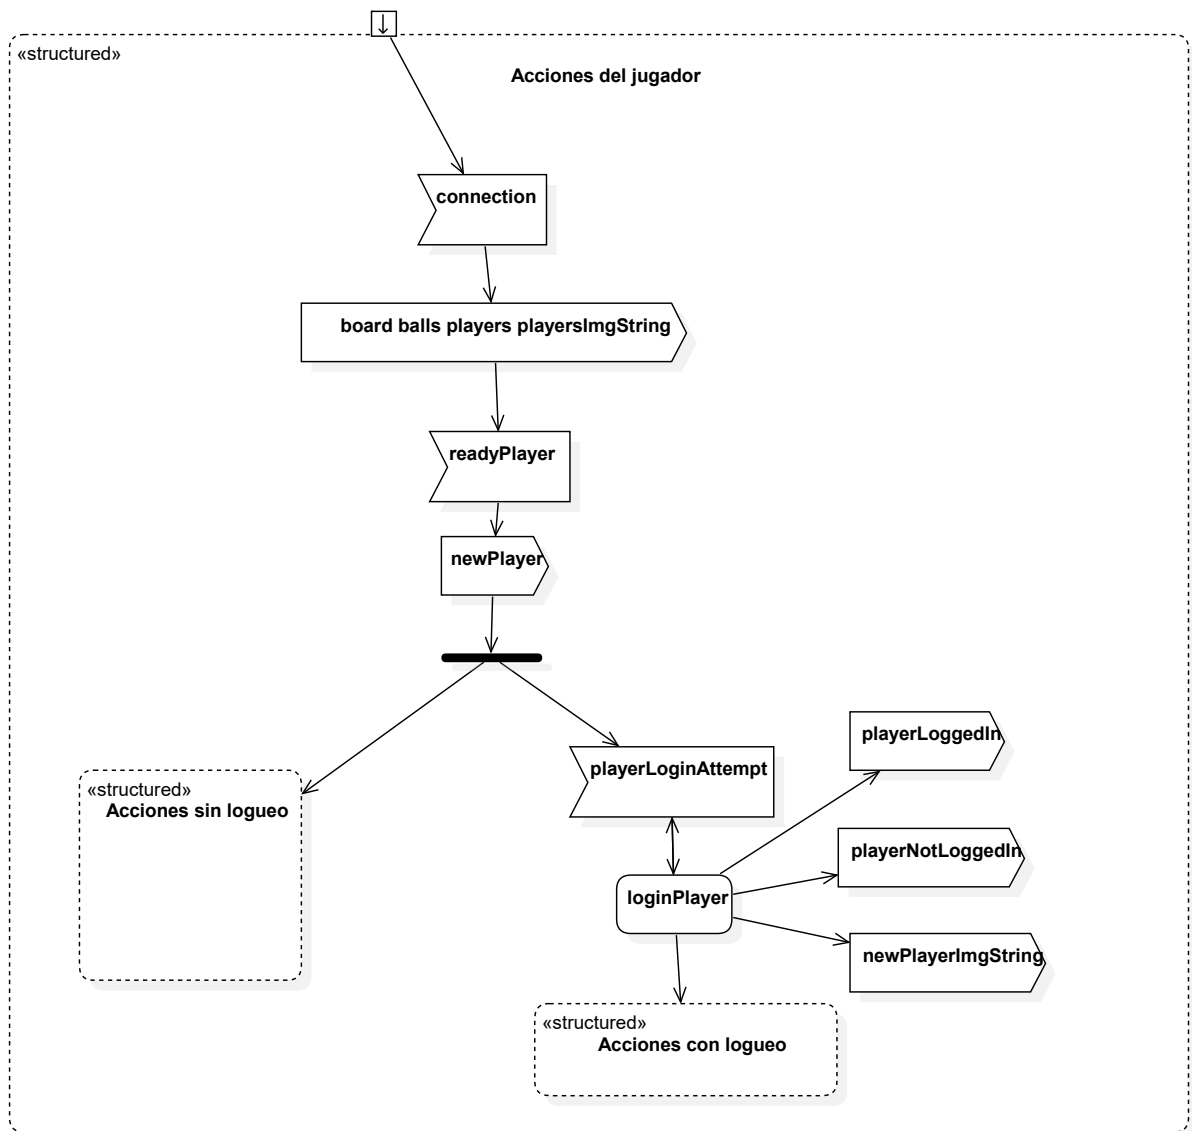 «structured»
Acciones del jugador
connection
board balls players playersImgString
readyPlayer
newPlayer
playerLoggedIn
playerLoginAttempt
«structured»
Acciones sin logueo
playerNotLoggedIn
loginPlayer
newPlayerImgString
«structured»
Acciones con logueo